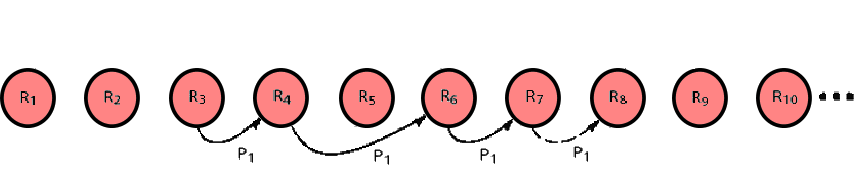 R1 R2 R3 R4 R5 R6 R7 R8 R9 R10 ...
P1 P1 P1 P1